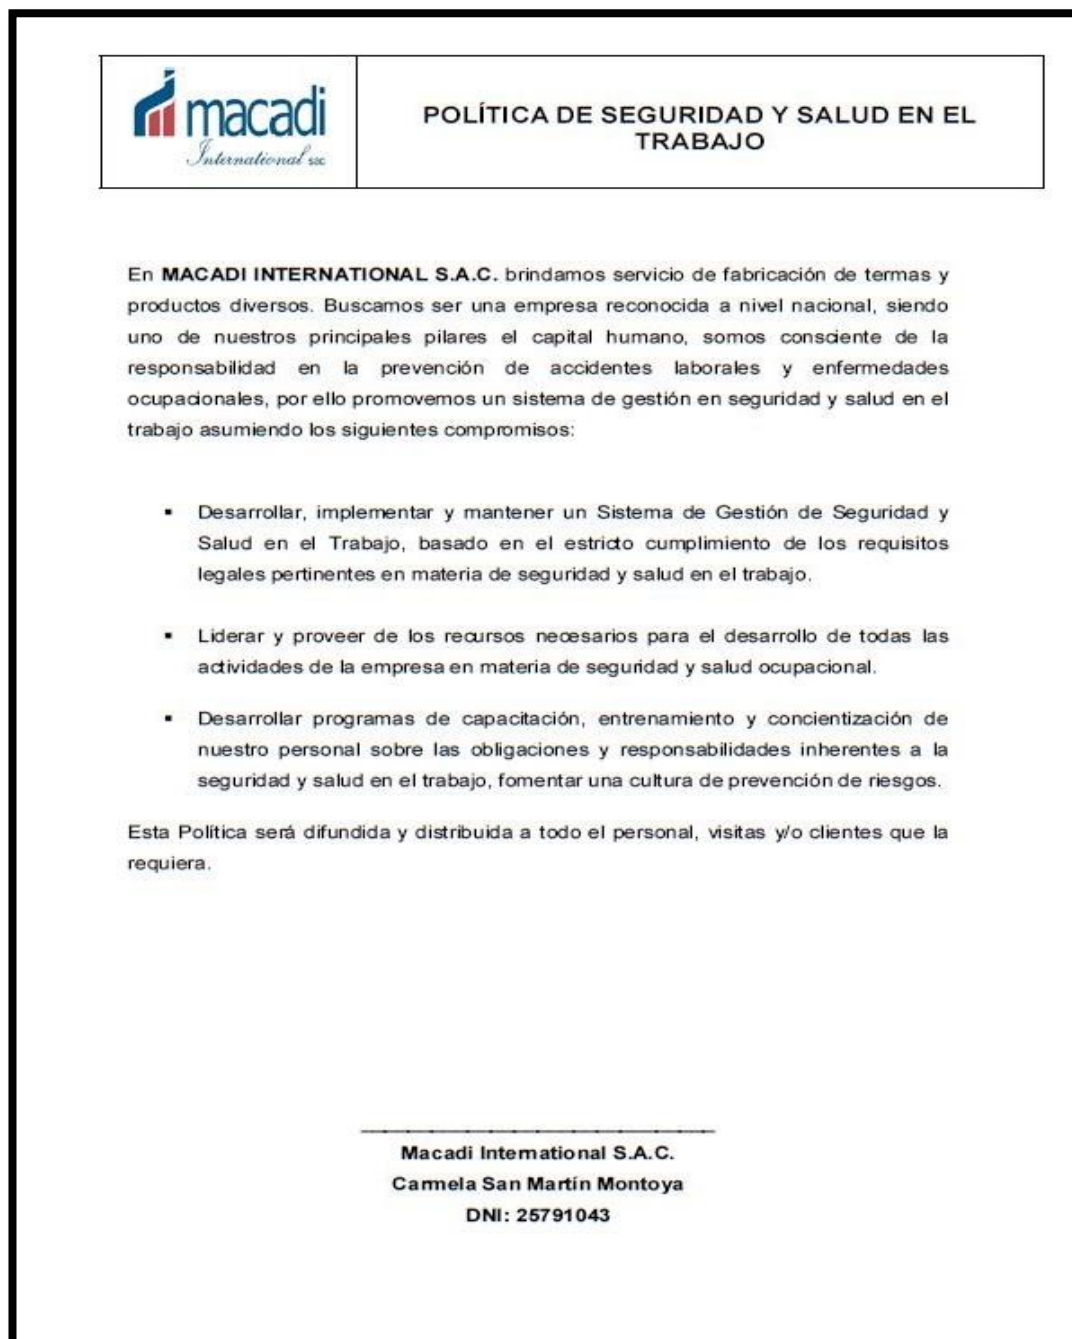 macadi
International sac
POLÍTICA DE SEGURIDAD Y SALUD EN EL
TRABAJO
En MACADI INTERNATIONAL S.A.C. brindamos servicio de fabricación de termas y
productos diversos. Buscamos ser una empresa reconocida a nivel nacional, siendo
uno de nuestros principales pilares el capital humano, somos consciente de la
responsabilidad en la prevención de accidentes laborales y enfermedades
ocupacionales, por ello promovemos un sistema de gestión en seguridad y salud en el
trabajo asumiendo los siguientes compromisos:
▪ Desarrollar, implementar y mantener un Sistema de Gestión de Seguridad y
Salud en el Trabajo, basado en el estricto cumplimiento de los requisitos
legales pertinentes en materia de seguridad y salud en el trabajo.
▪ Liderar y proveer de los recursos necesarios para el desarrollo de todas las
actividades de la empresa en materia de seguridad y salud ocupacional.
▪ Desarrollar programas de capacitación, entrenamiento y concientización de
nuestro personal sobre las obligaciones y responsabilidades inherentes a la
seguridad y salud en el trabajo, fomentar una cultura de prevención de riesgos.
Esta Política será difundida y distribuida a todo el personal, visitas y/o clientes que la
requiera.
Macadi International S.A.C.
Carmela San Martín Montoya
DNI: 25791043